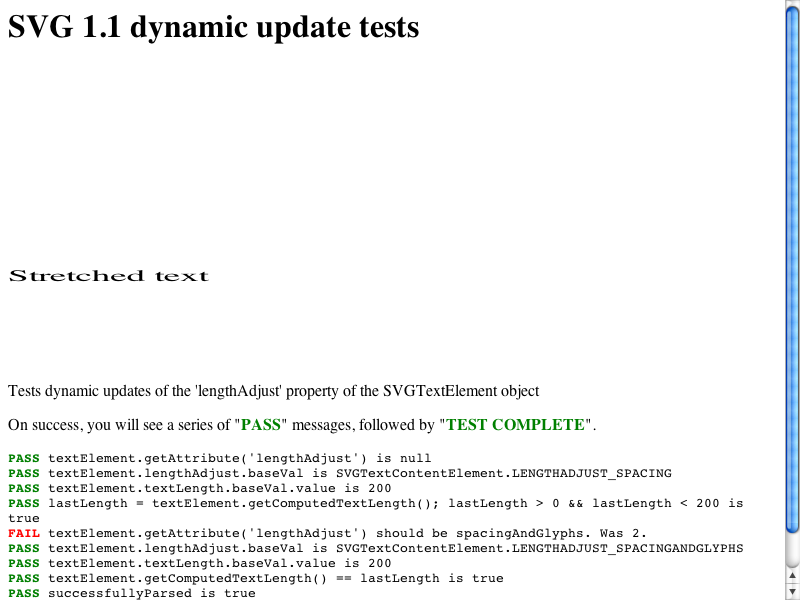 SVG 1.1 dynamic update tests
Stretched text
Tests dynamic updates of the 'lengthAdjust' property of the SVGTextElement object
On success, you will see a series of "PASS" messages, followed by "TEST COMPLETE".
PASS textElement.getAttribute('lengthAdjust') is null
PASS textElement.lengthAdjust.baseVal is SVGTextContentElement.LENGTHADJUST_SPACING
PASS textElement.textLength.baseVal.value is 200
PASS lastLength = textElement.getComputedTextLength(); lastLength > 0 && lastLength < 200 is
true
FAIL textElement.getAttribute('lengthAdjust') should be spacingAndGlyphs. Was 2.
PASS textElement.lengthAdjust.baseVal is SVGTextContentElement.LENGTHADJUST_SPACINGANDGLYPHS
PASS textElement.textLength.baseVal.value is 200
PASS textElement.getComputedTextLength() == lastLength is true
PASS successfullyParsed is true